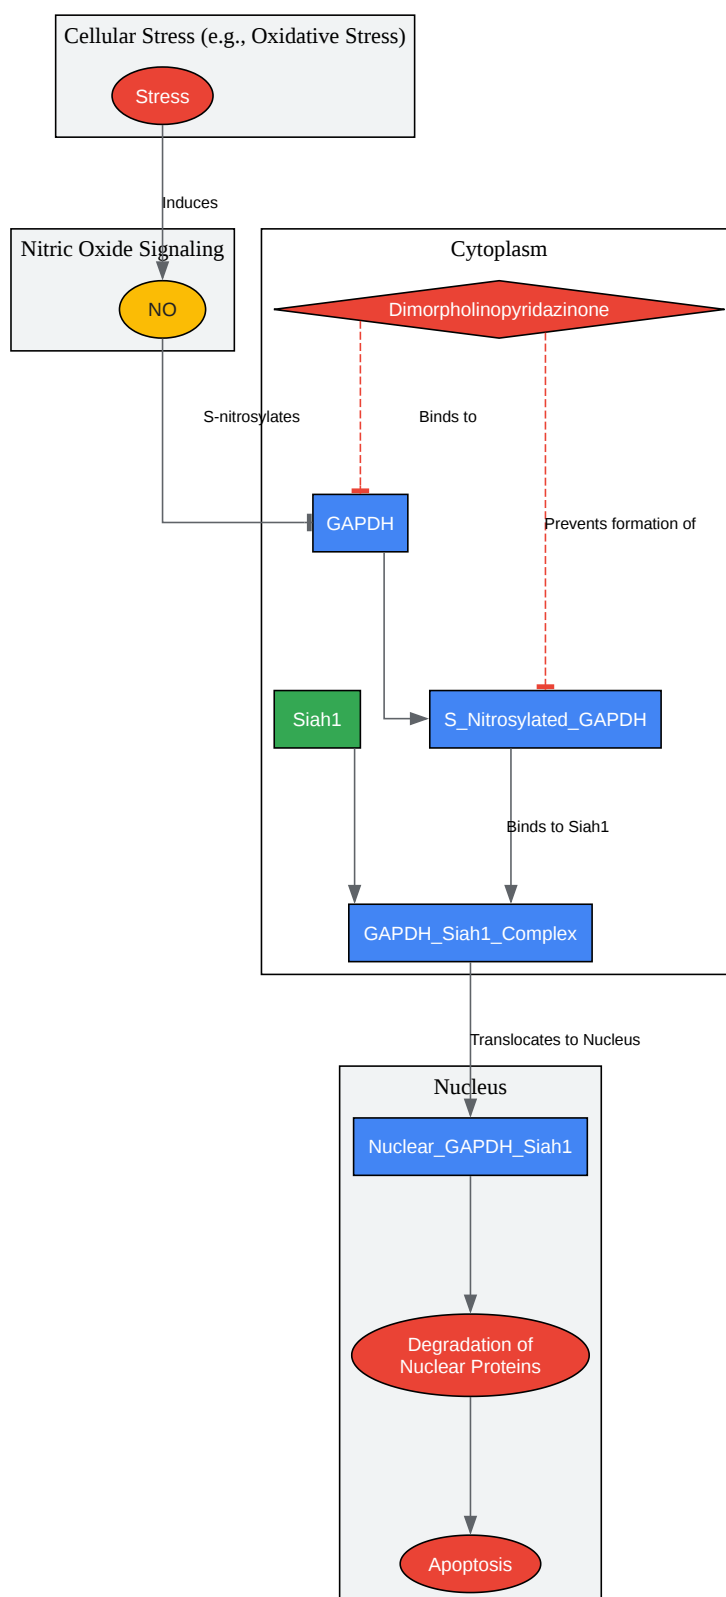 Cellular Stress (e.g., Oxidative Stress)
Stress
Induces
Nitric Oxide Signaling
NO
Cytoplasm
Dimorpholinopyridazinone
S-nitrosylates
Binds to
GAPDH
Prevents formation of
Siah1
S_Nitrosylated_GAPDH
Binds to Siah1
GAPDH_Siah1_Complex
Translocates to Nucleus
Nucleus
Nuclear_GAPDH_Siah1
Degradation of
Nuclear Proteins
Apoptosis